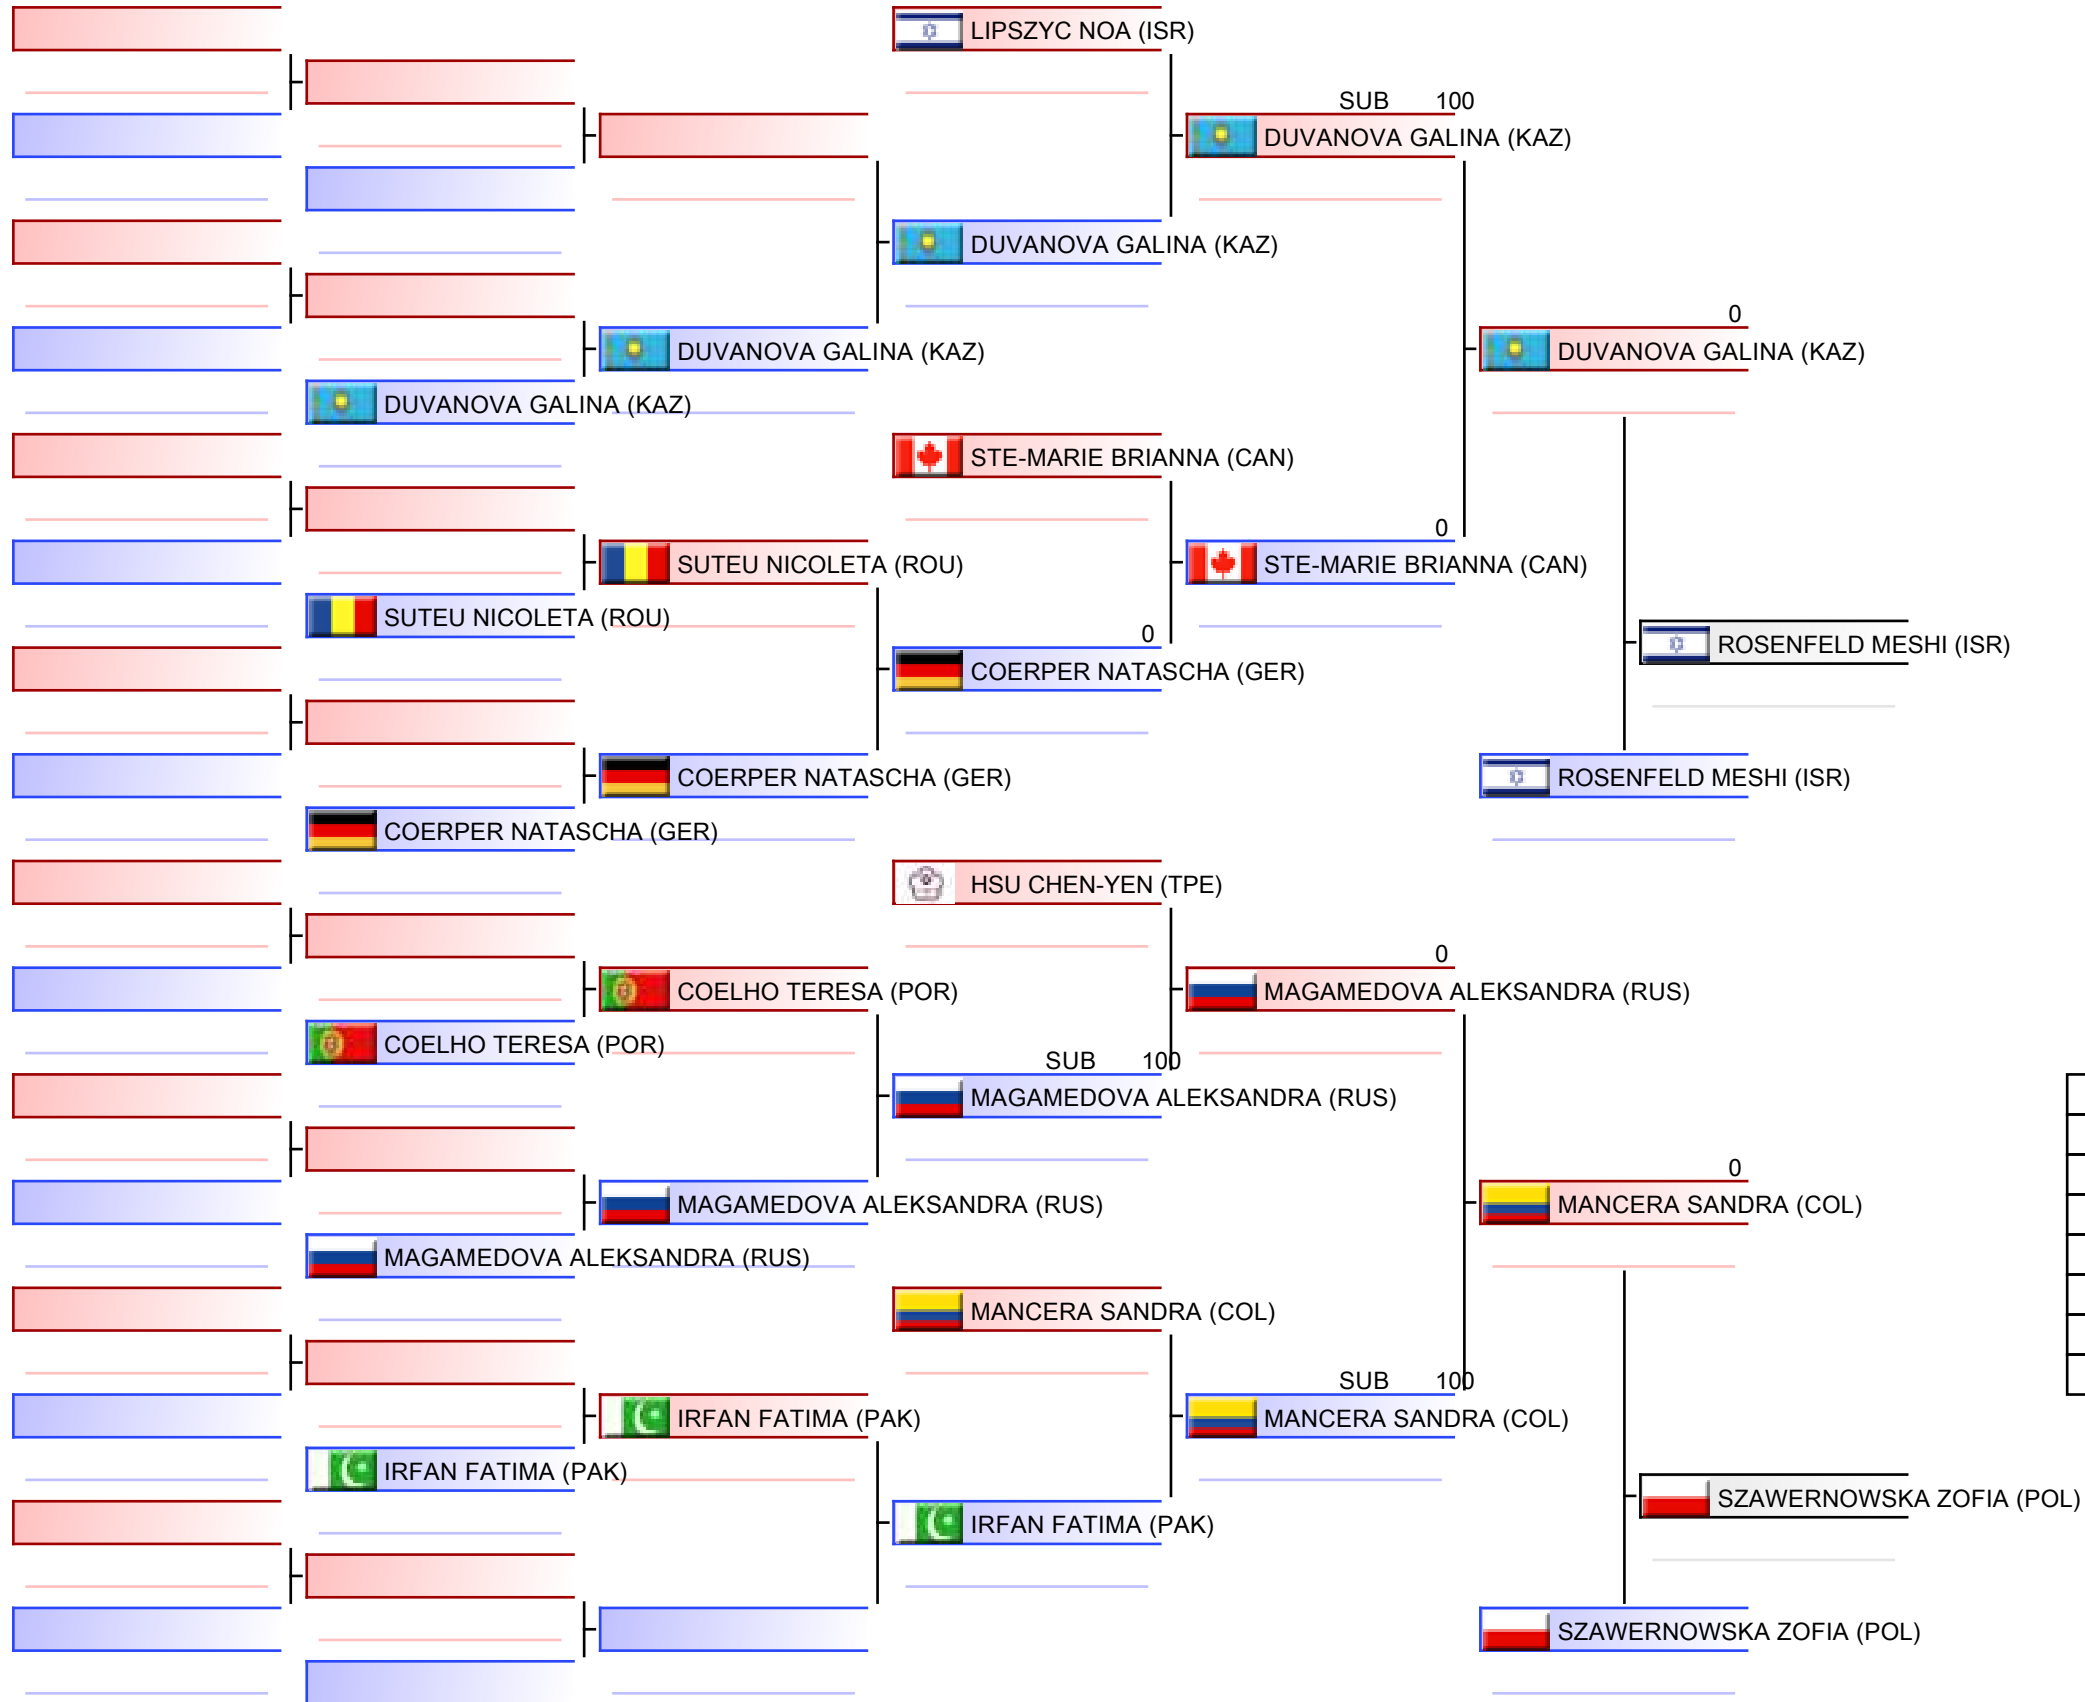 LIPSZYC NOA (ISR)
SUB 100
DUVANOVA GALINA (KAZ)
DUVANOVA GALINA (KAZ)
0
DUVANOVA GALINA (KAZ)
DUVANOVA GALINA (KAZ)
DUVANOVA GALINA (KAZ)
STE-MARIE BRIANNA (CAN)
0
SUTEU NICOLETA (ROU)
STE-MARIE BRIANNA (CAN)
SUTEU NICOLETA (ROU)
0
ROSENFELD MESHI (ISR)
COERPER NATASCHA (GER)
COERPER NATASCHA (GER)
ROSENFELD MESHI (ISR)
COERPER NATASCHA (GER)
HSU CHEN-YEN (TPE)
0
COELHO TERESA (POR)
MAGAMEDOVA ALEKSANDRA (RUS)
COELHO TERESA (POR)
SUB 100
MAGAMEDOVA ALEKSANDRA (RUS)
0
MAGAMEDOVA ALEKSANDRA (RUS)
MANCERA SANDRA (COL)
MAGAMEDOVA ALEKSANDRA (RUS)
MANCERA SANDRA (COL)
SUB 100
IRFAN FATIMA (PAK)
MANCERA SANDRA (COL)
IRFAN FATIMA (PAK)
SZAWERNOWSKA ZOFIA (POL)
IRFAN FATIMA (PAK)
SZAWERNOWSKA ZOFIA (POL)